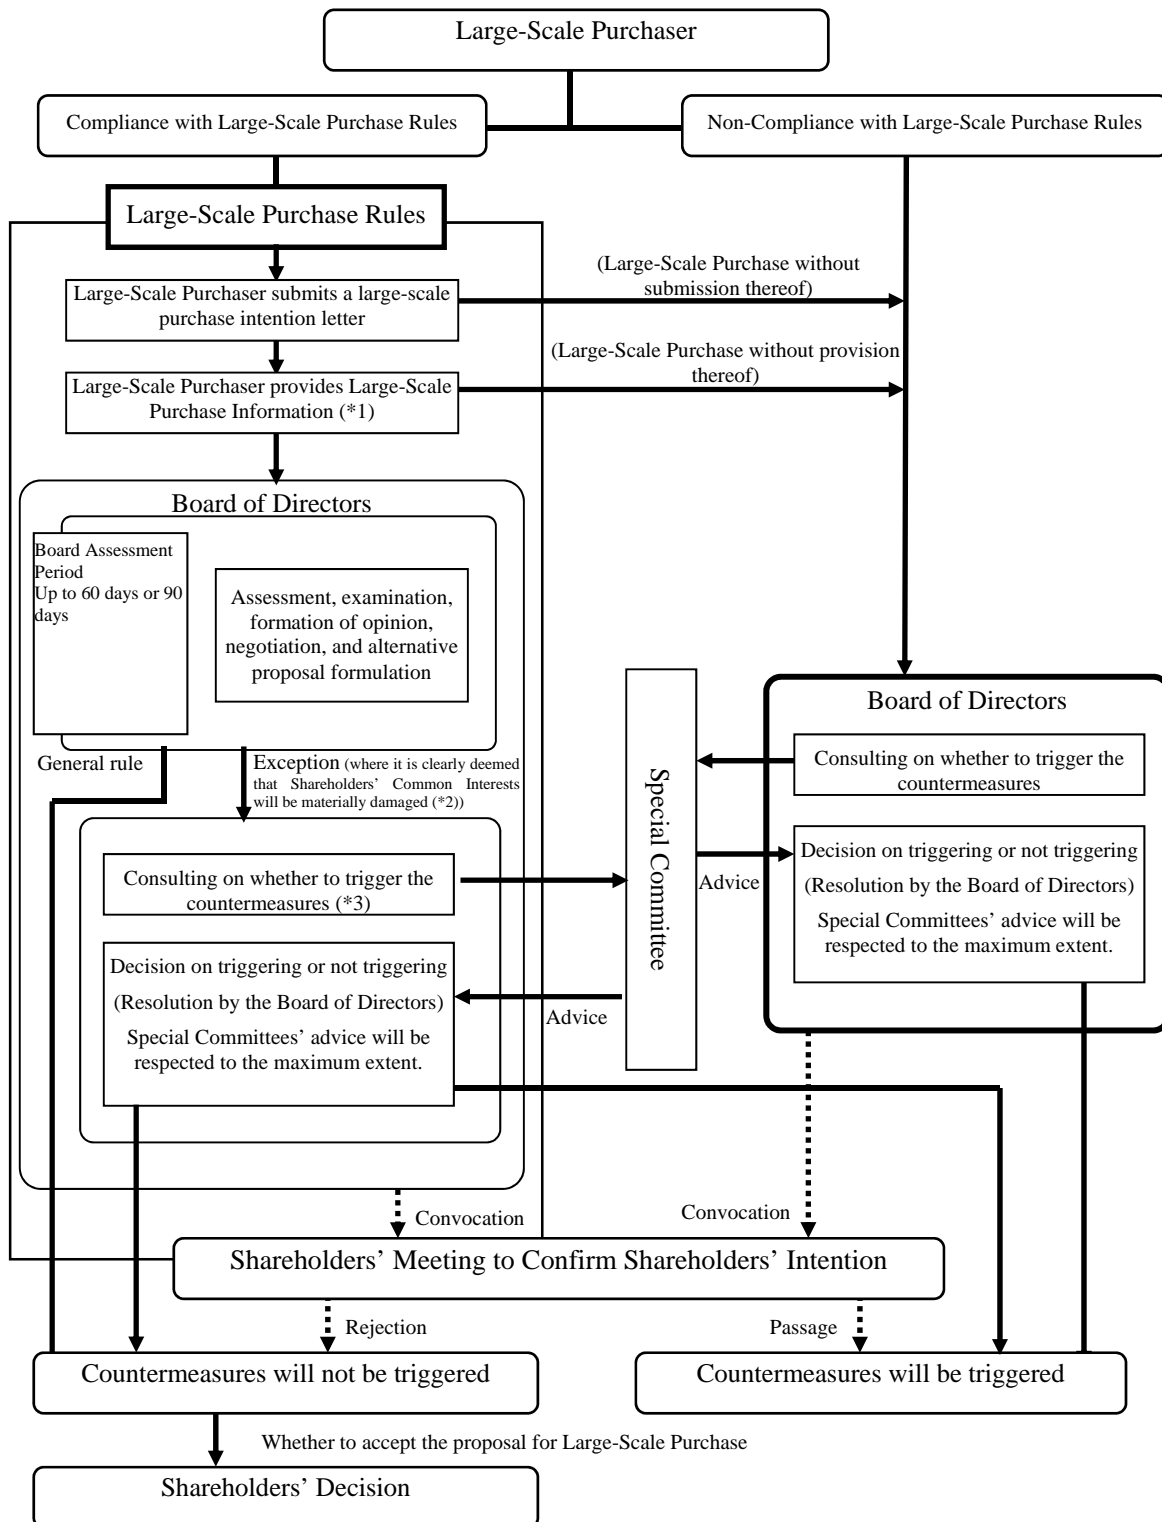 Large-Scale Purchaser
Compliance with Large-Scale Purchase Rules
Non-Compliance with Large-Scale Purchase Rules
Large-Scale Purchase Rules
(Large-Scale Purchase without
submission thereof)
Large-Scale Purchaser submits a large-scale
purchase intention letter
(Large-Scale Purchase without provision
thereof)
Large-Scale Purchaser provides Large-Scale
Purchase Information (*1)
Board of Directors
Board Assessment
Period
Up to 60 days or 90
days
Assessment, examination,
formation of opinion,
negotiation, and alternative
proposal formulation
General rule
Exception (where it is clearly deemed
that Shareholders’ Common Interests
will be materially damaged (*2))
Consulting on whether to trigger the
countermeasures (*3)
Decision on triggering or not triggering
(Resolution by the Board of Directors)
Special Committees’ advice will be
respected to the maximum extent.
Special Committee
Advice
Advice
Board of Directors
Consulting on whether to trigger the
countermeasures
Decision on triggering or not triggering
(Resolution by the Board of Directors)
Special Committees’ advice will be
respected to the maximum extent.
Convocation
Convocation
Shareholders’ Meeting to Confirm Shareholders’ Intention
Rejection
Passage
Countermeasures will not be triggered
Countermeasures will be triggered
Whether to accept the proposal for Large-Scale Purchase
Shareholders’ Decision